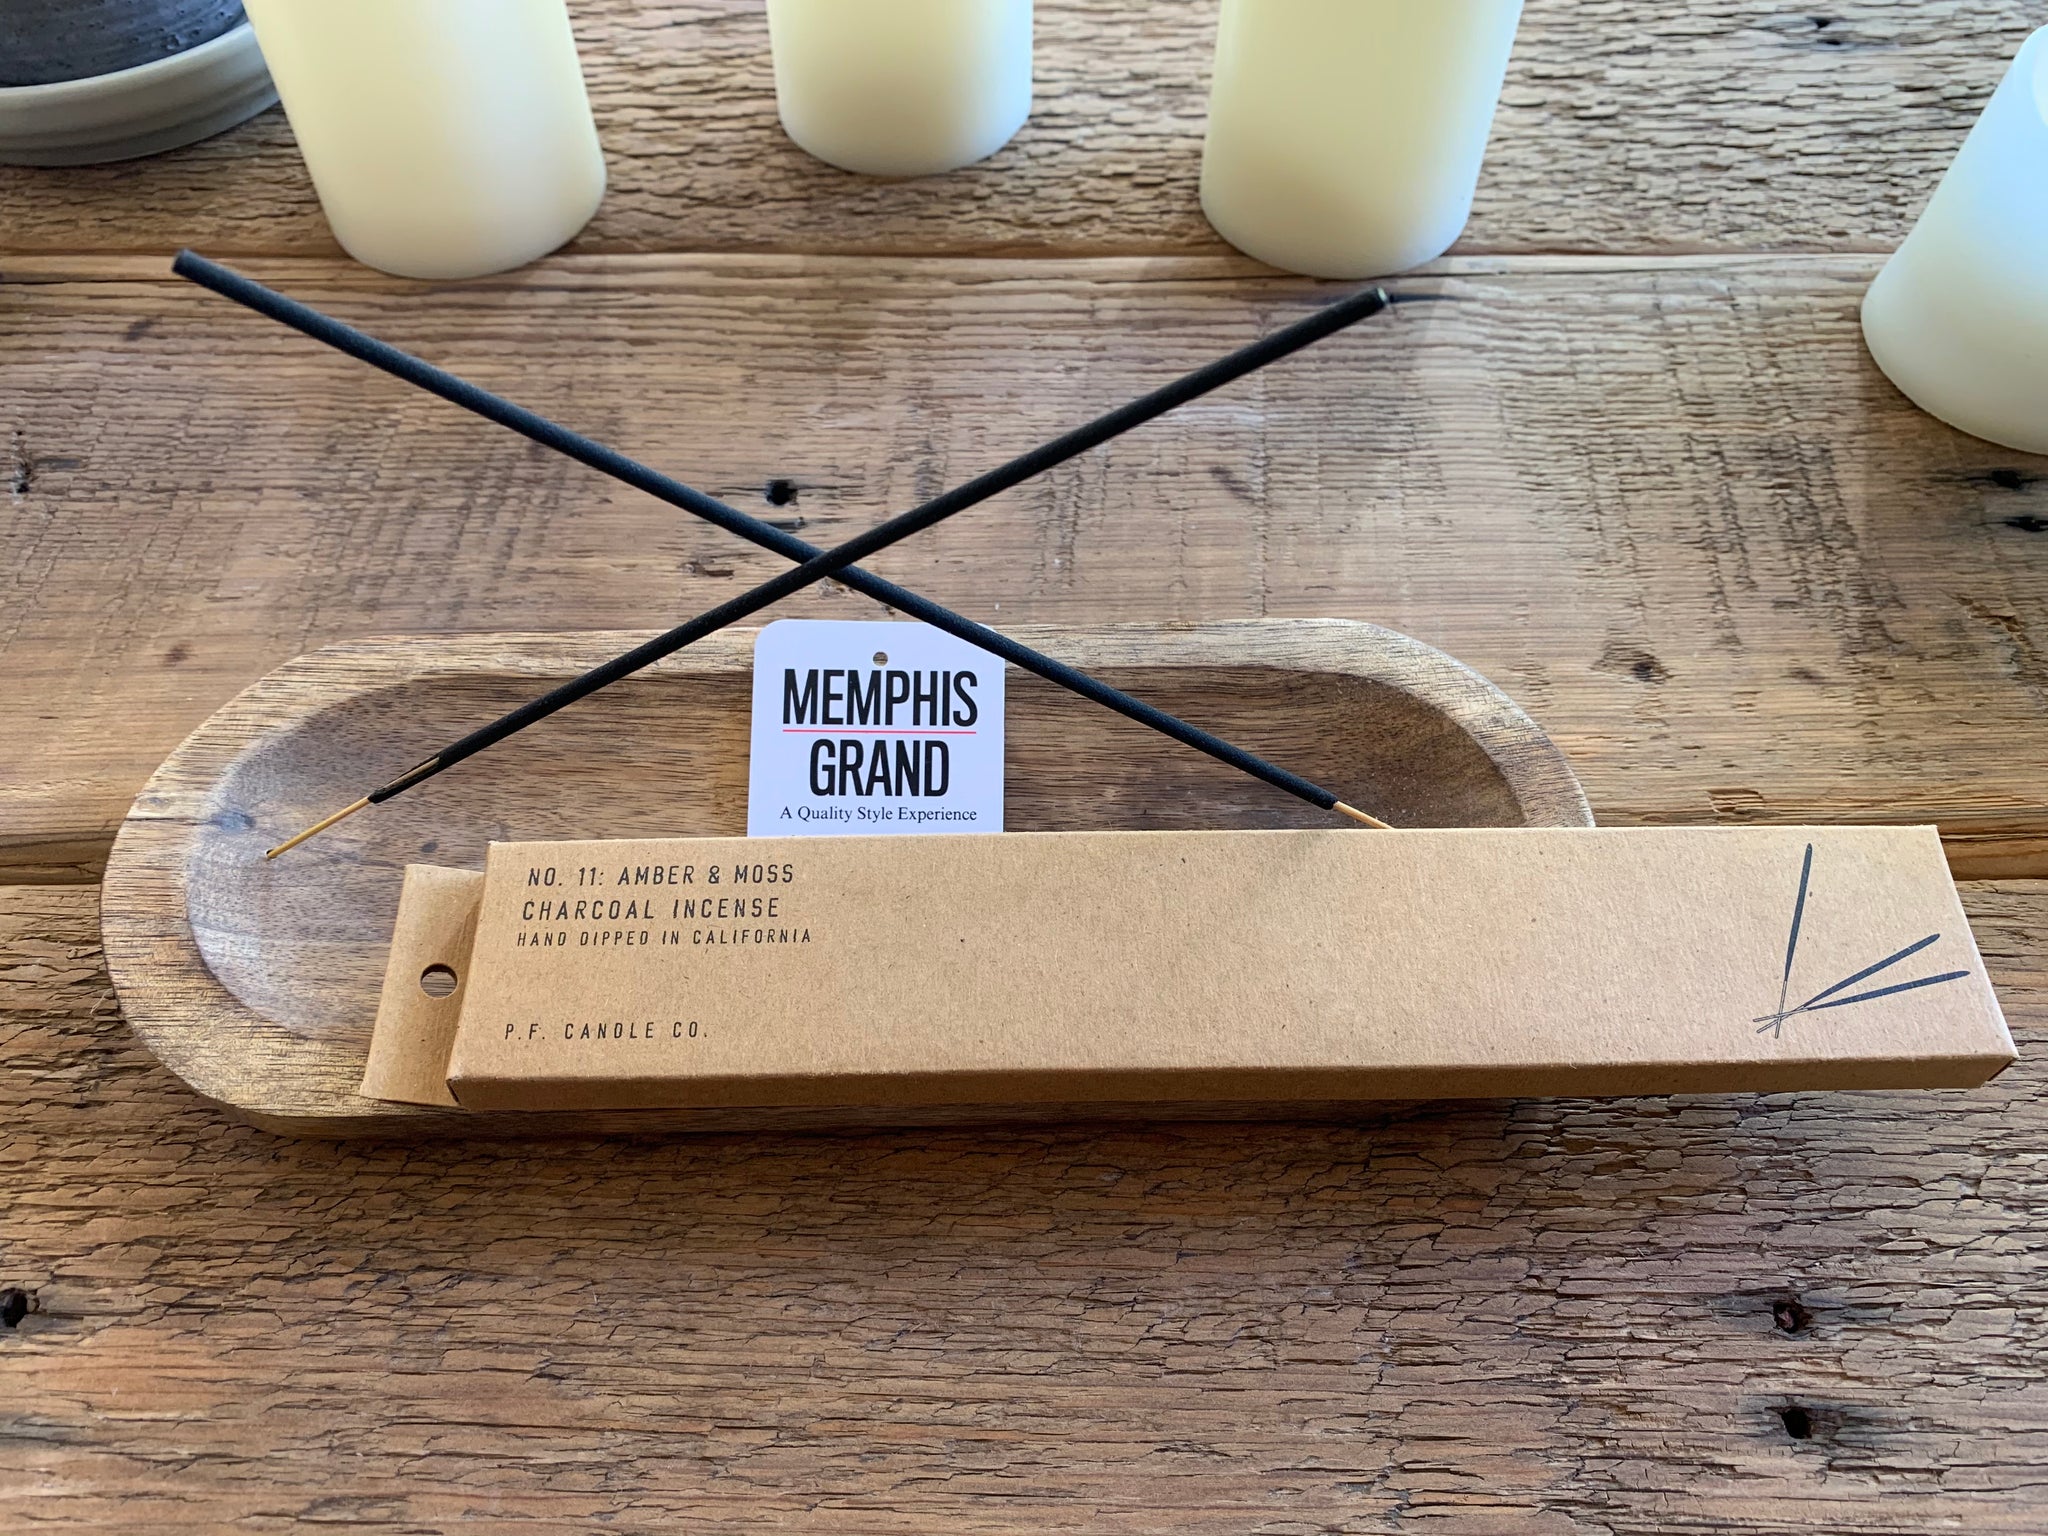 MEMPHIS
GRAND
A Quality Style Experience
NO. 11: AMBER & MOSS
CHARCOAL INCENSE
HAND DIPPED IN CALIFORNIA
P.F. CANDLE CO.